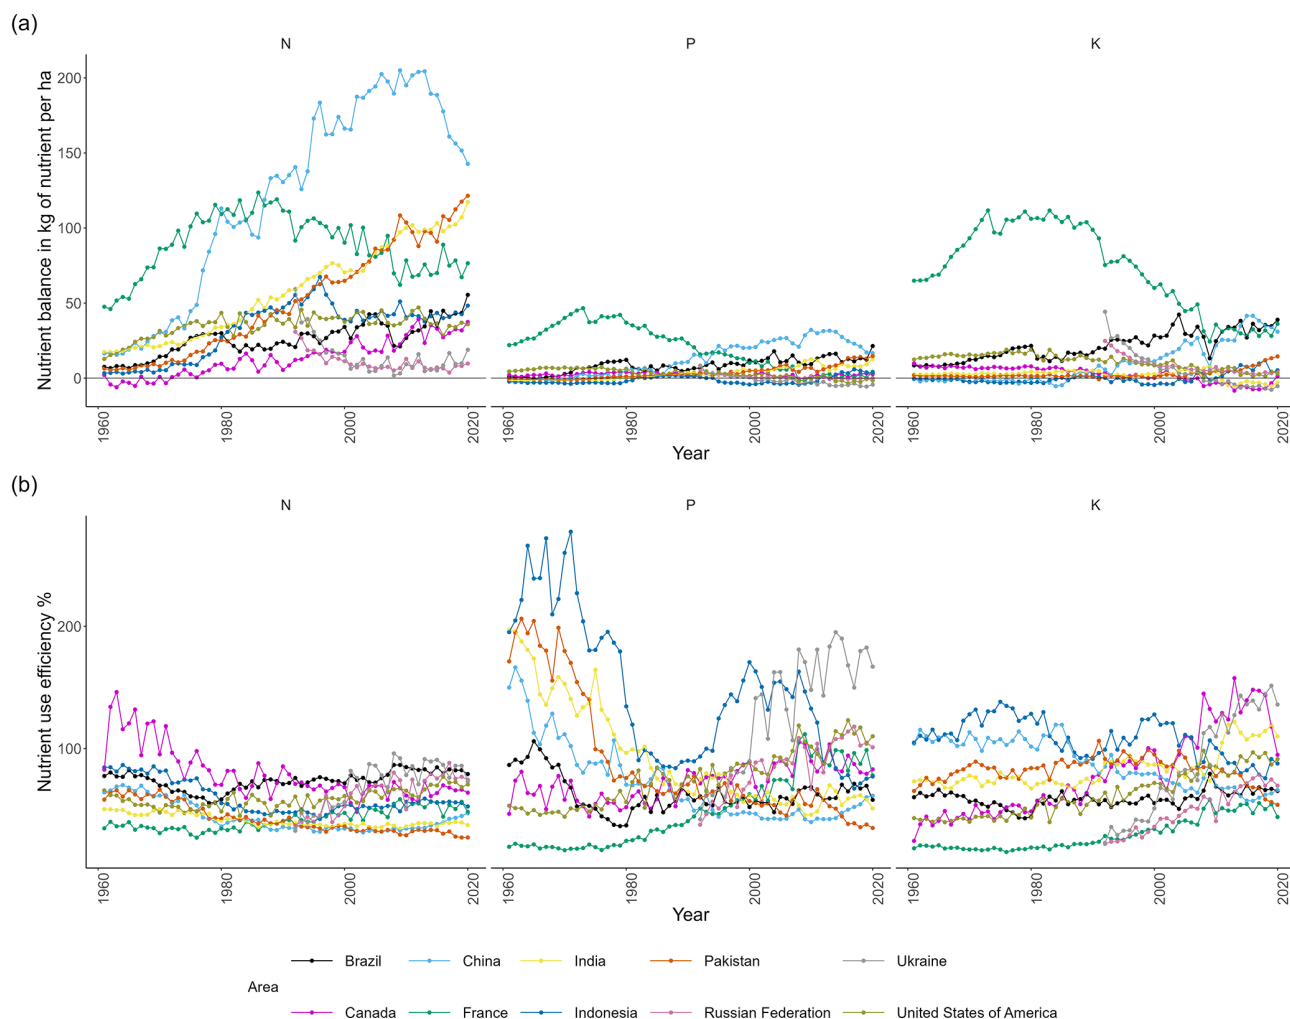 (a)
N P K
Nutrient balance in kg of nutrient per ha
200
150
100
50
0
1960 1980 2000 2020 1960 1980 2000 2020 1960 1980 2000 2020
Year
(b)
N P K
Nutrient use efficiency %
200
100
1960 1980 2000 2020 1960 1980 2000 2020 1960 1980 2000 2020
Year
Area
Brazil China India Pakistan Ukraine
Canada France Indonesia Russian Federation United States of America